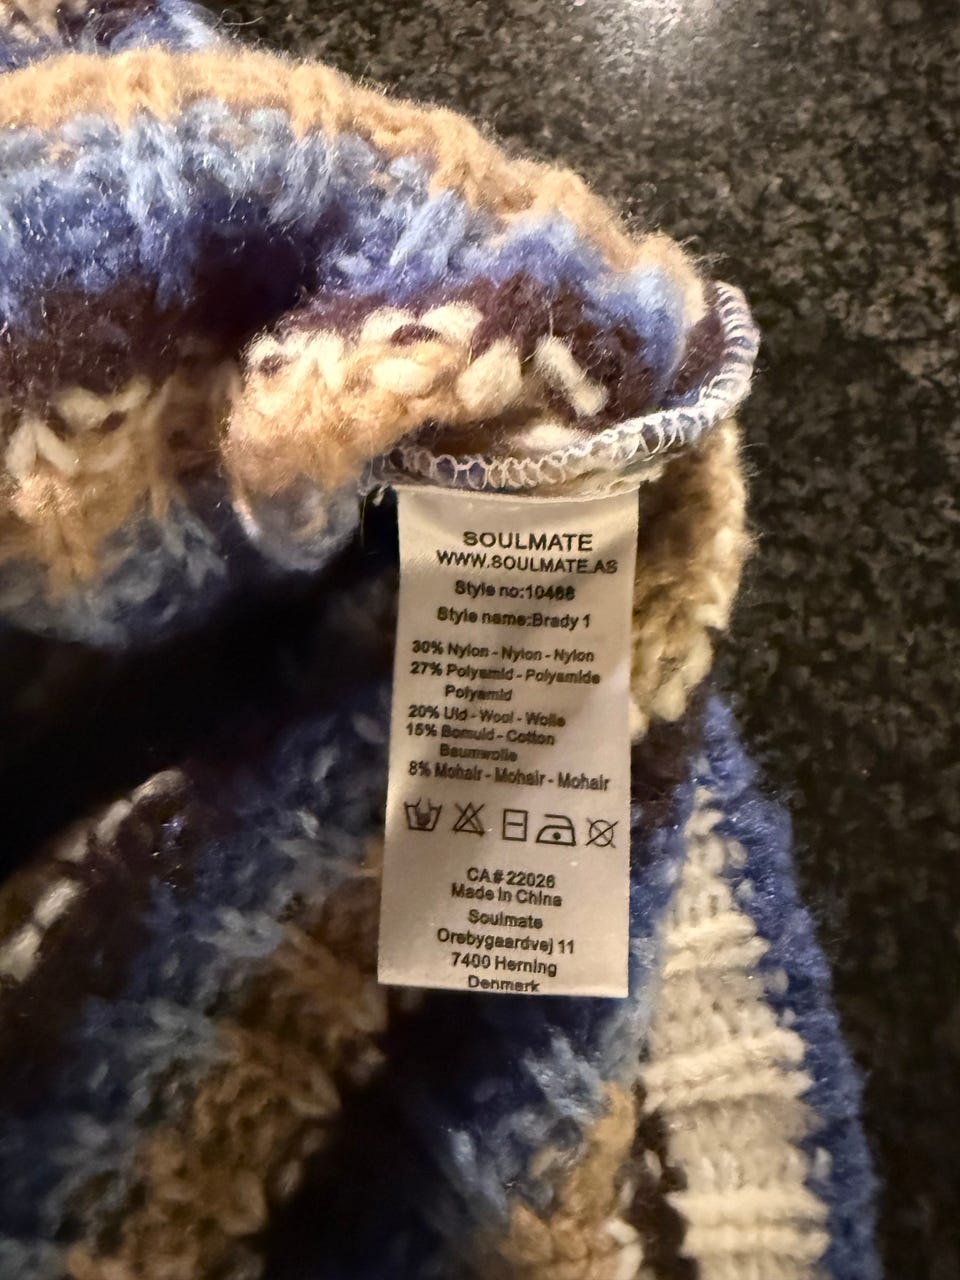 SOULMATE
WWW.SOULMATE.AS
Style no:10488
Style name:Brady 1
30% Nylon - Nylon - Nylon
27% Polyamid - Polyamide
Polyamid
20% Uld - Wool - Wolle
15% Bomuld - Cotton
Baumwolle
8% Mohair - Mohair - Mohair
CA#22026
Made In China
Soulmate
Orebygaardvej 11
7400 Herning
Denmark